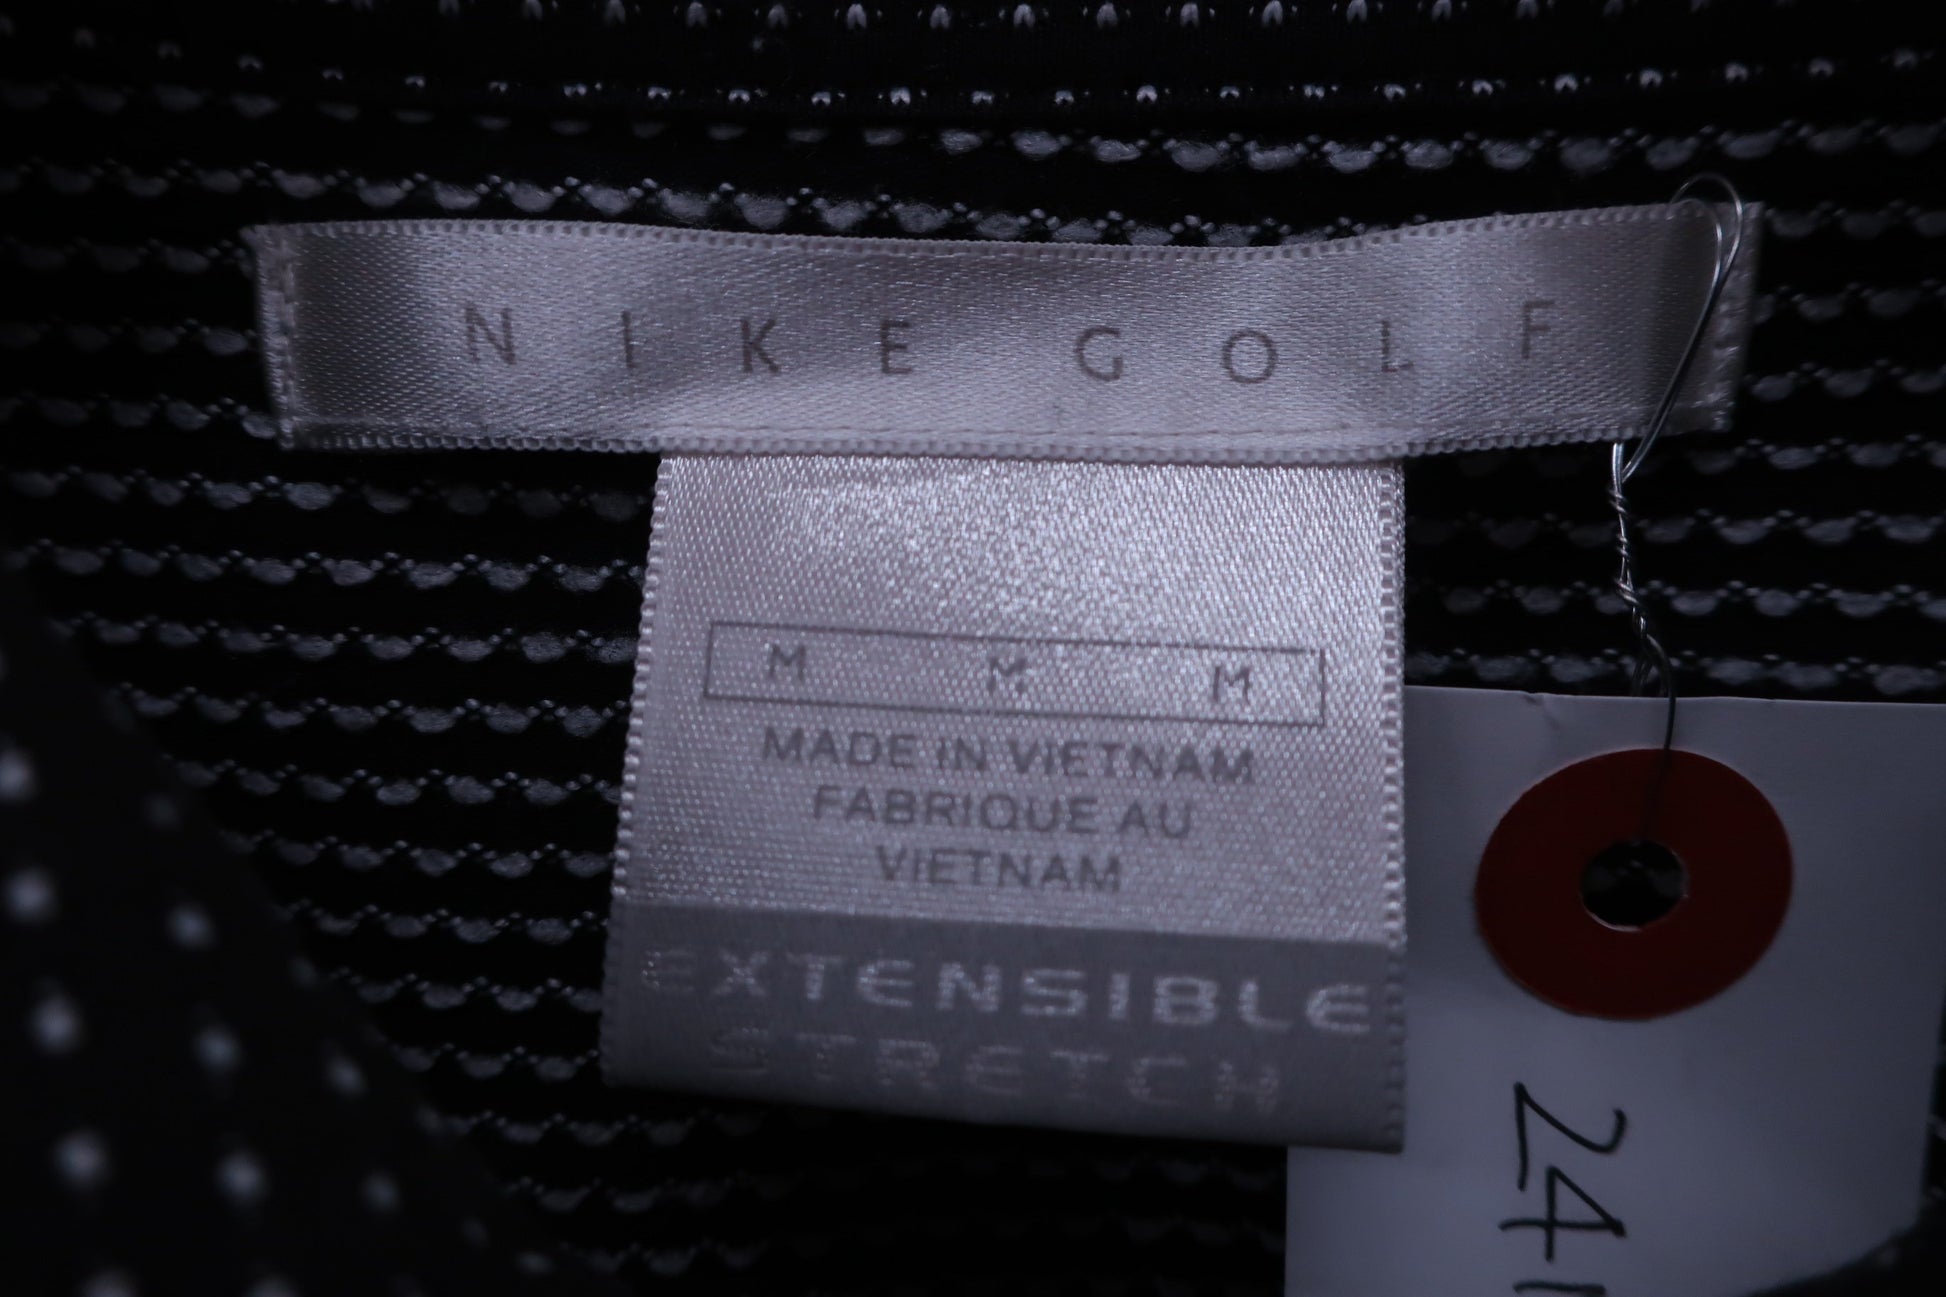 NIKE GOLF
M M M
MADE IN VIETNAM
FABRIQUE AU
VIETNAM
EXTENSIBLE
STRETCH